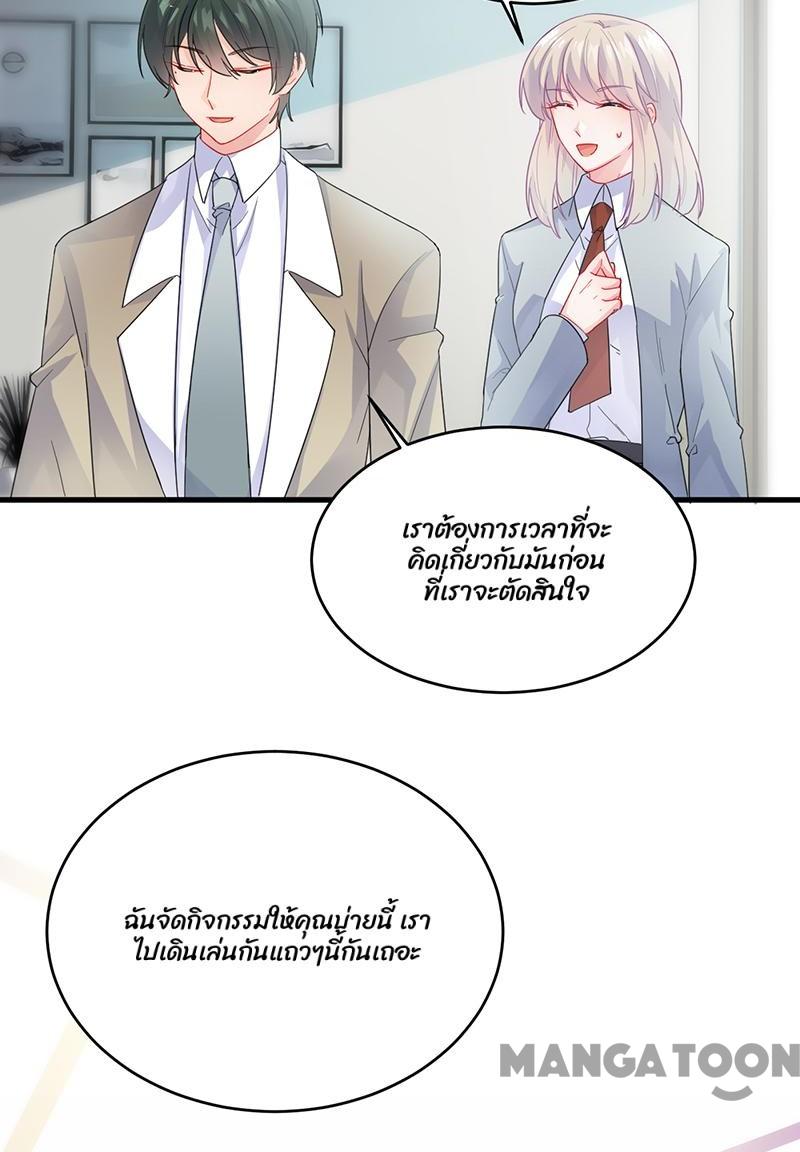 เราต้องการเวลาที่จะ
คิดเกี่ยวกับมันก่อน
ที่เราจะตัดสินใจ
ฉันจัดกิจกรรมให้คุณบ่ายนี้ เรา
ไปเดินเล่นกันแถวๆนี้กันเถอะ
MANGATOON